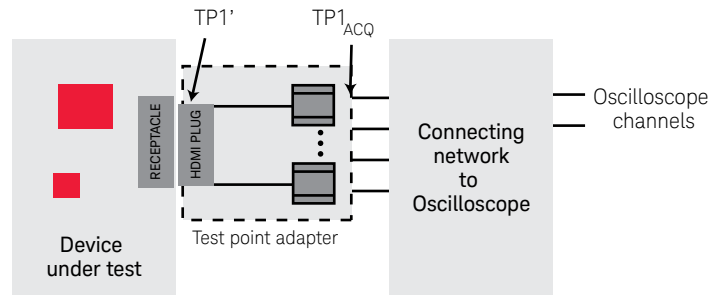 TP1’
TP1ACQ
RECEPTACLE
HDMI PLUG
Connecting
network
to
Oscilloscope
Oscilloscope
channels
Test point adapter
Device
under test